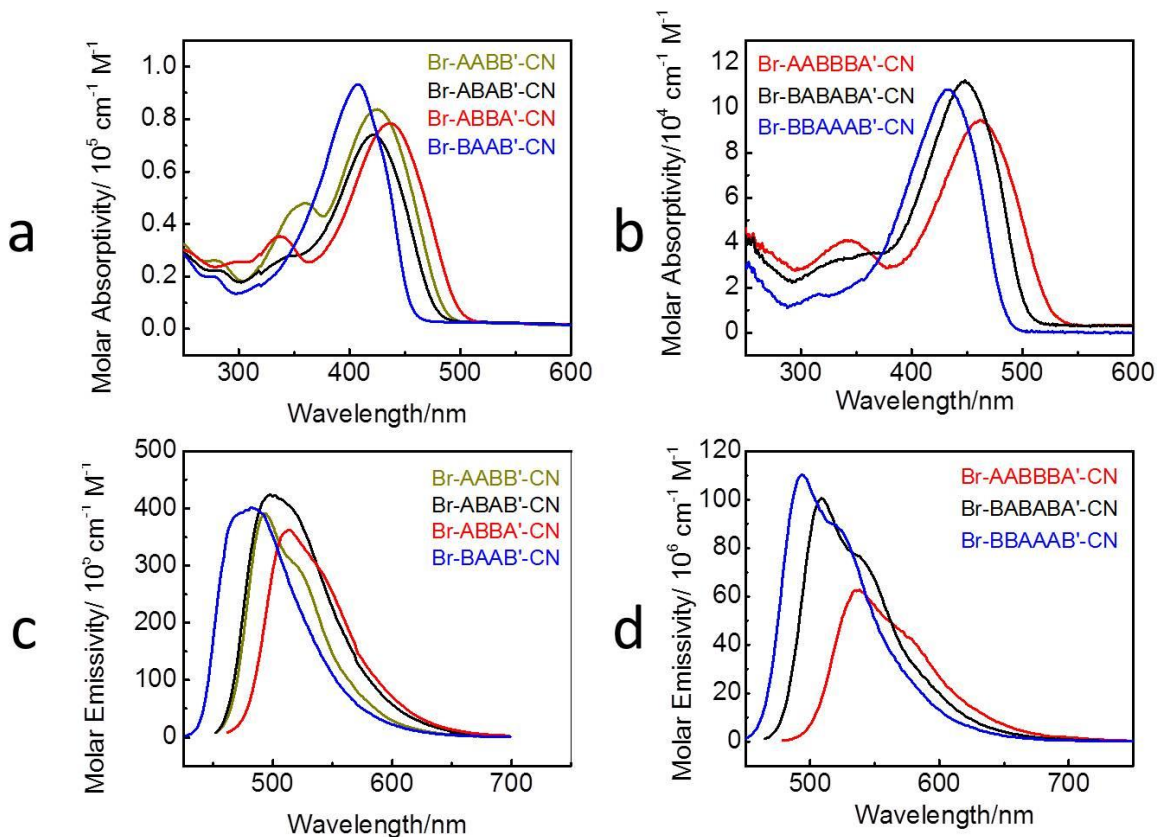 a
Molar Absorptivity/ 10⁵ cm⁻¹ M⁻¹
1.0
0.8
0.6
0.4
0.2
0.0
Br-AABB'-CN
Br-ABAB'-CN
Br-ABBA'-CN
Br-BAAB'-CN
300 400 500 600
Wavelength/nm
b
Molar Absorptivity/10⁴ cm⁻¹ M⁻¹
12
10
8
6
4
2
0
Br-AABBBA'-CN
Br-BABABA'-CN
Br-BBAAAB'-CN
300 400 500 600
Wavelength/nm
c
Molar Emissivity/ 10⁵ cm⁻¹ M⁻¹
500
400
300
200
100
0
Br-AABB'-CN
Br-ABAB'-CN
Br-ABBA'-CN
Br-BAAB'-CN
500 600 700
Wavelength/nm
d
Molar Emissivity/ 10⁶ cm⁻¹ M⁻¹
120
100
80
60
40
20
0
Br-AABBBA'-CN
Br-BABABA'-CN
Br-BBAAAB'-CN
500 600 700
Wavelength/nm